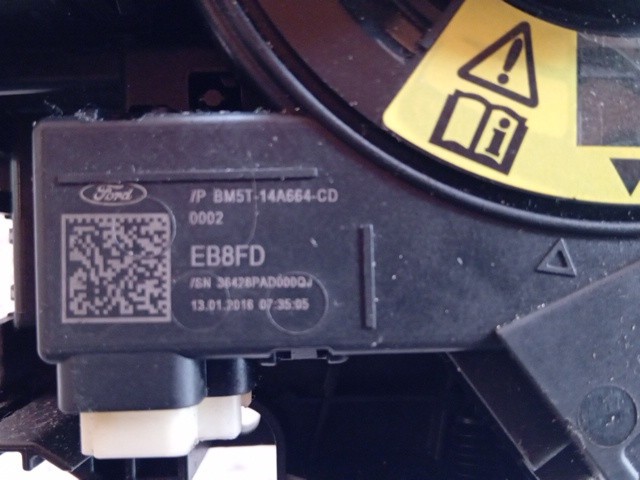 Ford
/P BM5T-14A664-CD
0002
EB8FD
/SN 36428PAD000QJ
13.01.2016 07:35:05